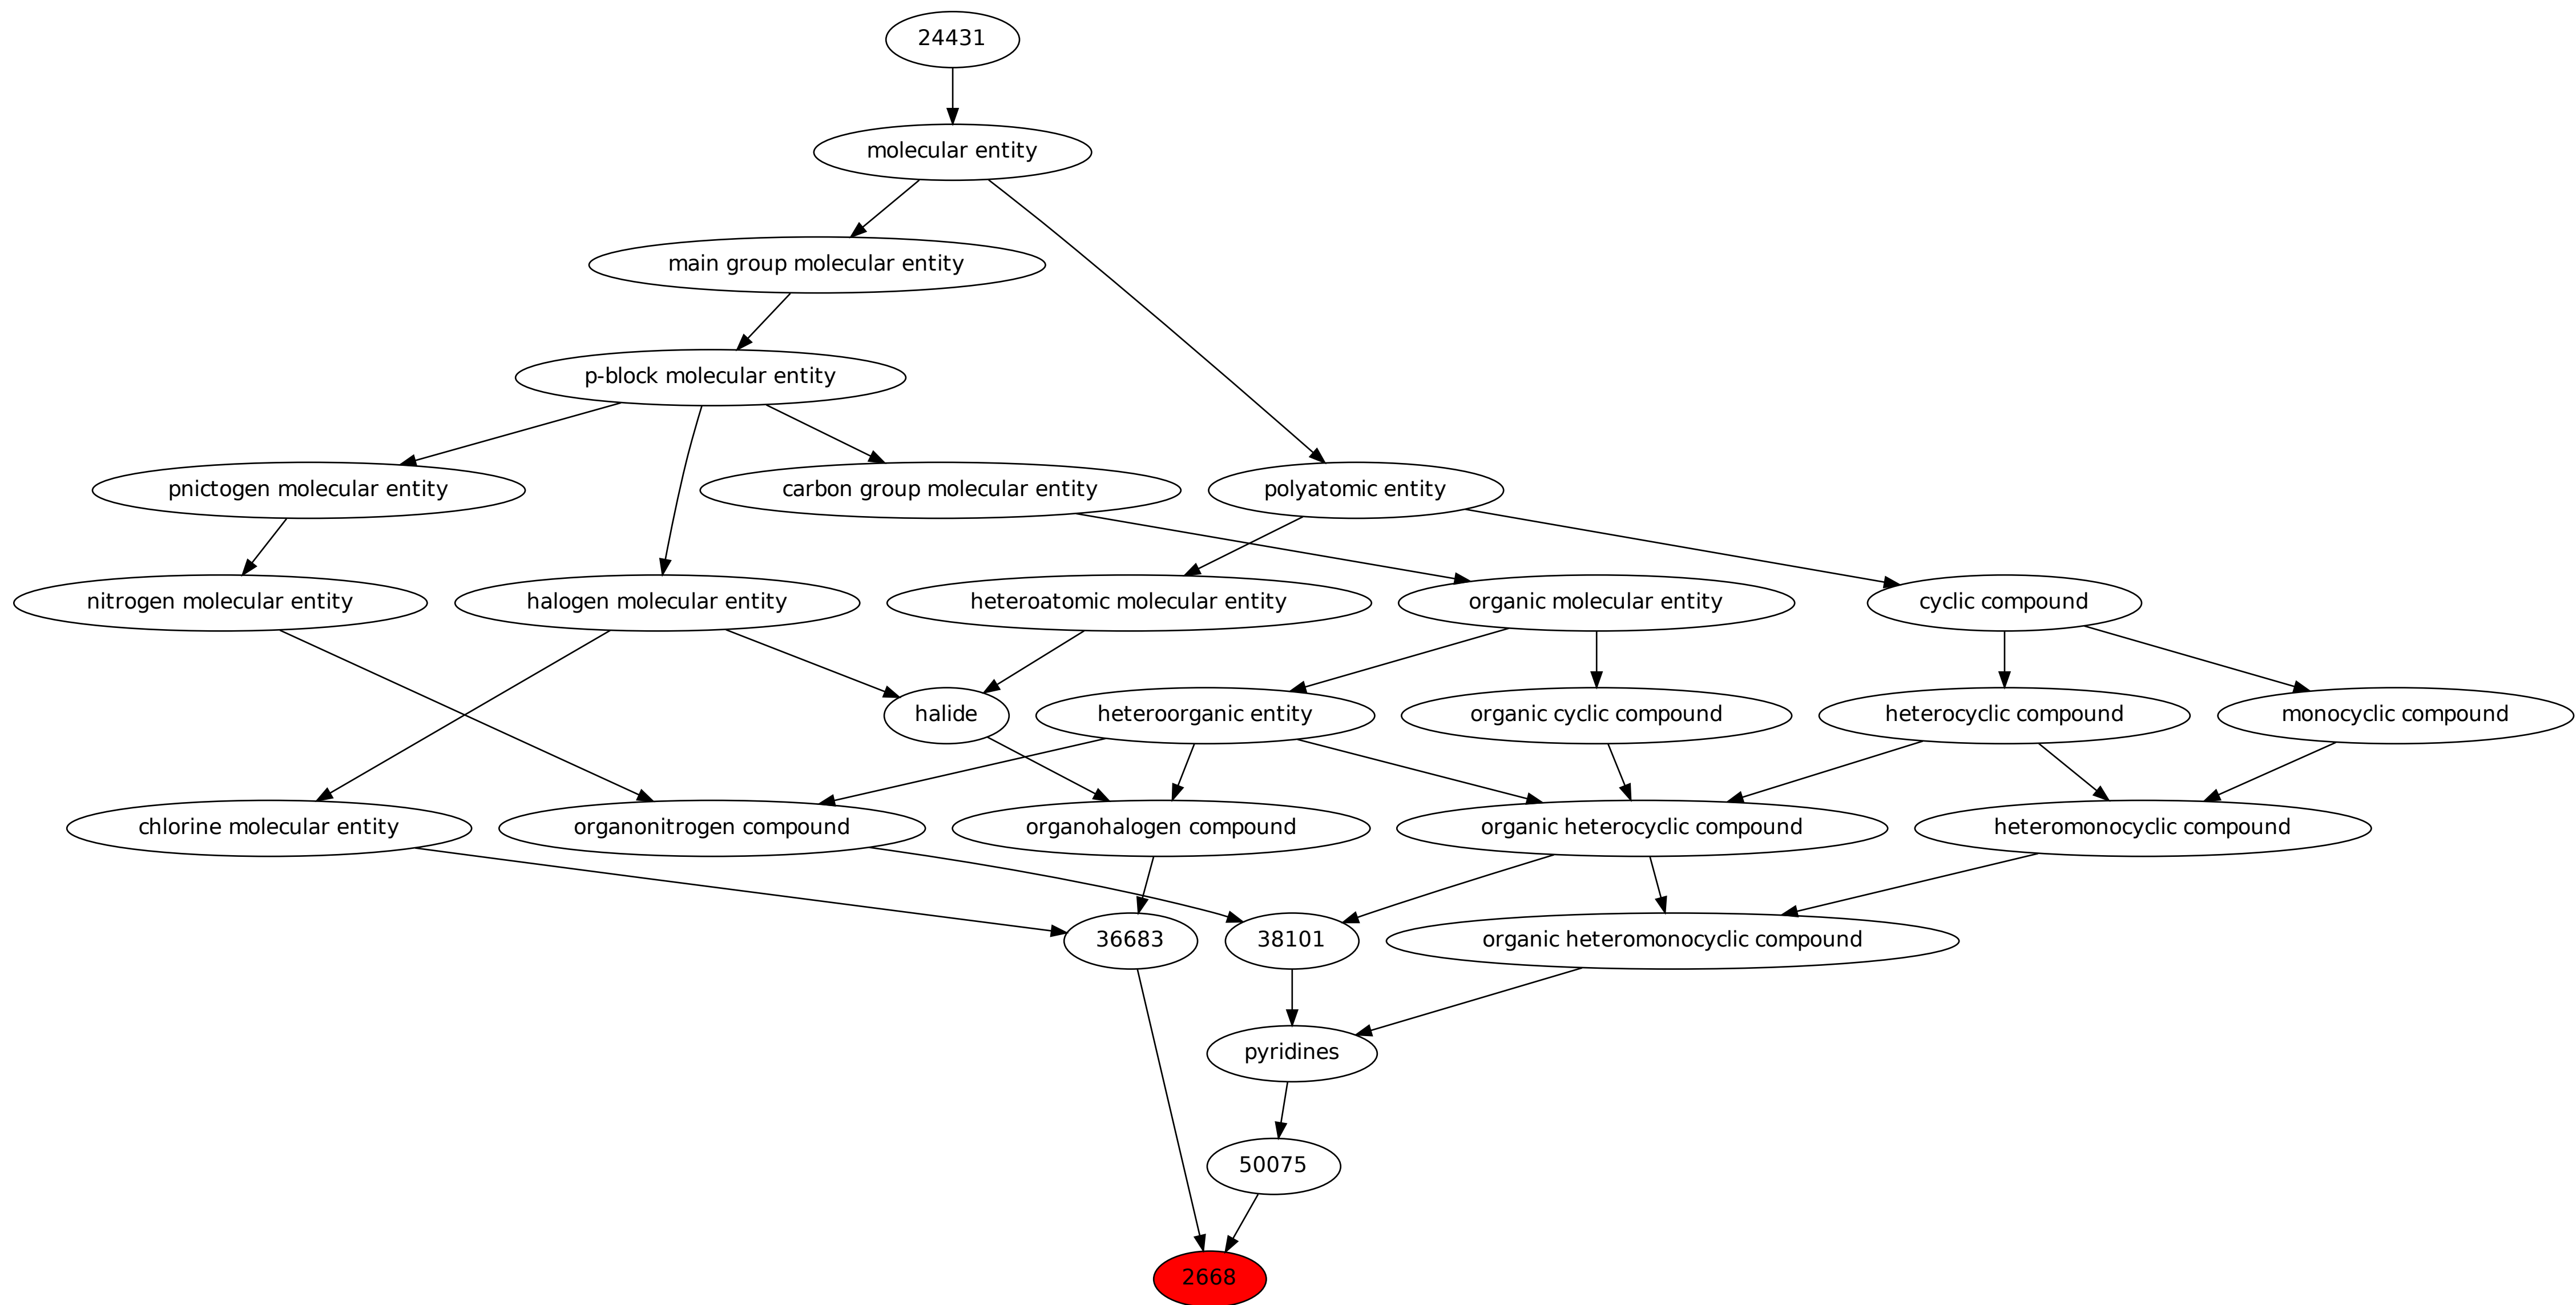 24431
molecular entity
main group molecular entity
p-block molecular entity
pnictogen molecular entity
carbon group molecular entity
polyatomic entity
nitrogen molecular entity
halogen molecular entity
heteroatomic molecular entity
organic molecular entity
cyclic compound
halide
heteroorganic entity
organic cyclic compound
heterocyclic compound
monocyclic compound
chlorine molecular entity
organonitrogen compound
organohalogen compound
organic heterocyclic compound
heteromonocyclic compound
36683
38101
organic heteromonocyclic compound
pyridines
50075
2668